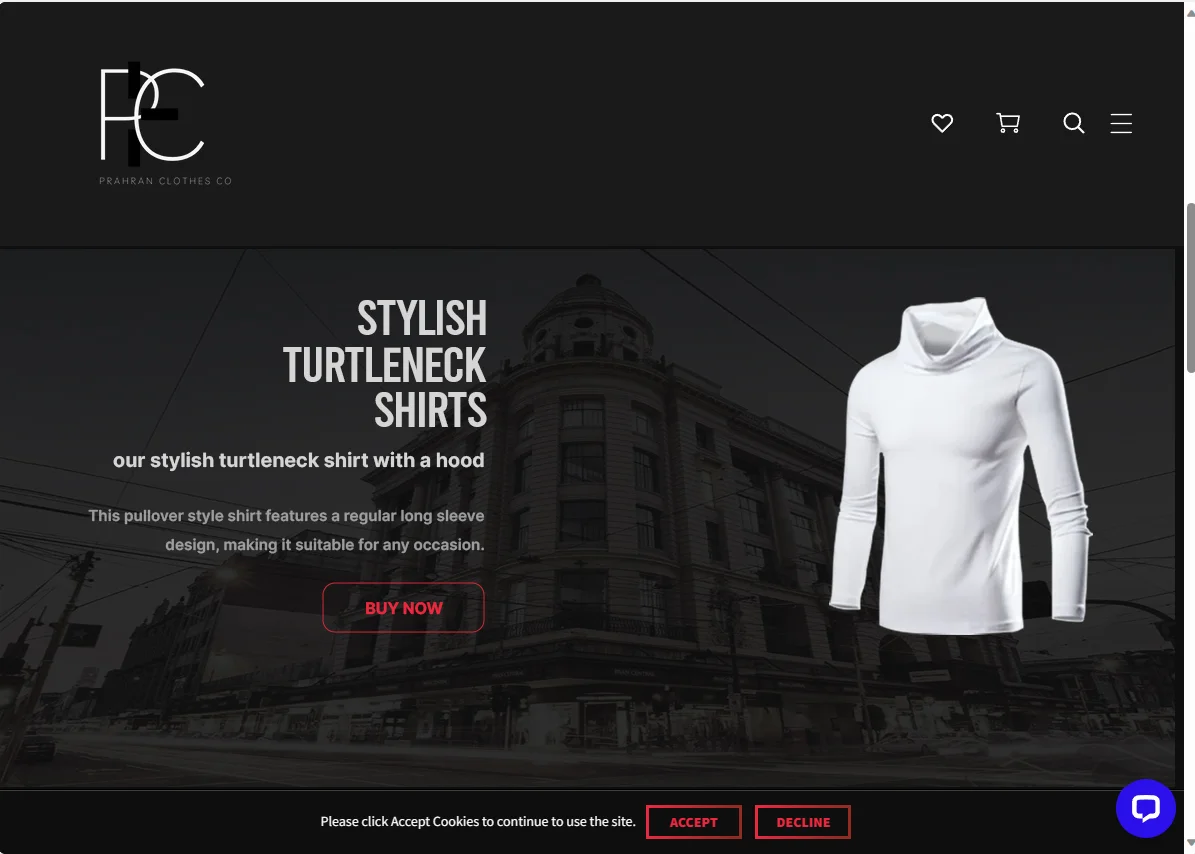 PC
PRAHRAN CLOTHES CO
STYLISH
TURTLENECK
SHIRTS
our stylish turtleneck shirt with a hood
This pullover style shirt features a regular long sleeve
design, making it suitable for any occasion.
BUY NOW
Please click Accept Cookies to continue to use the site.
ACCEPT
DECLINE